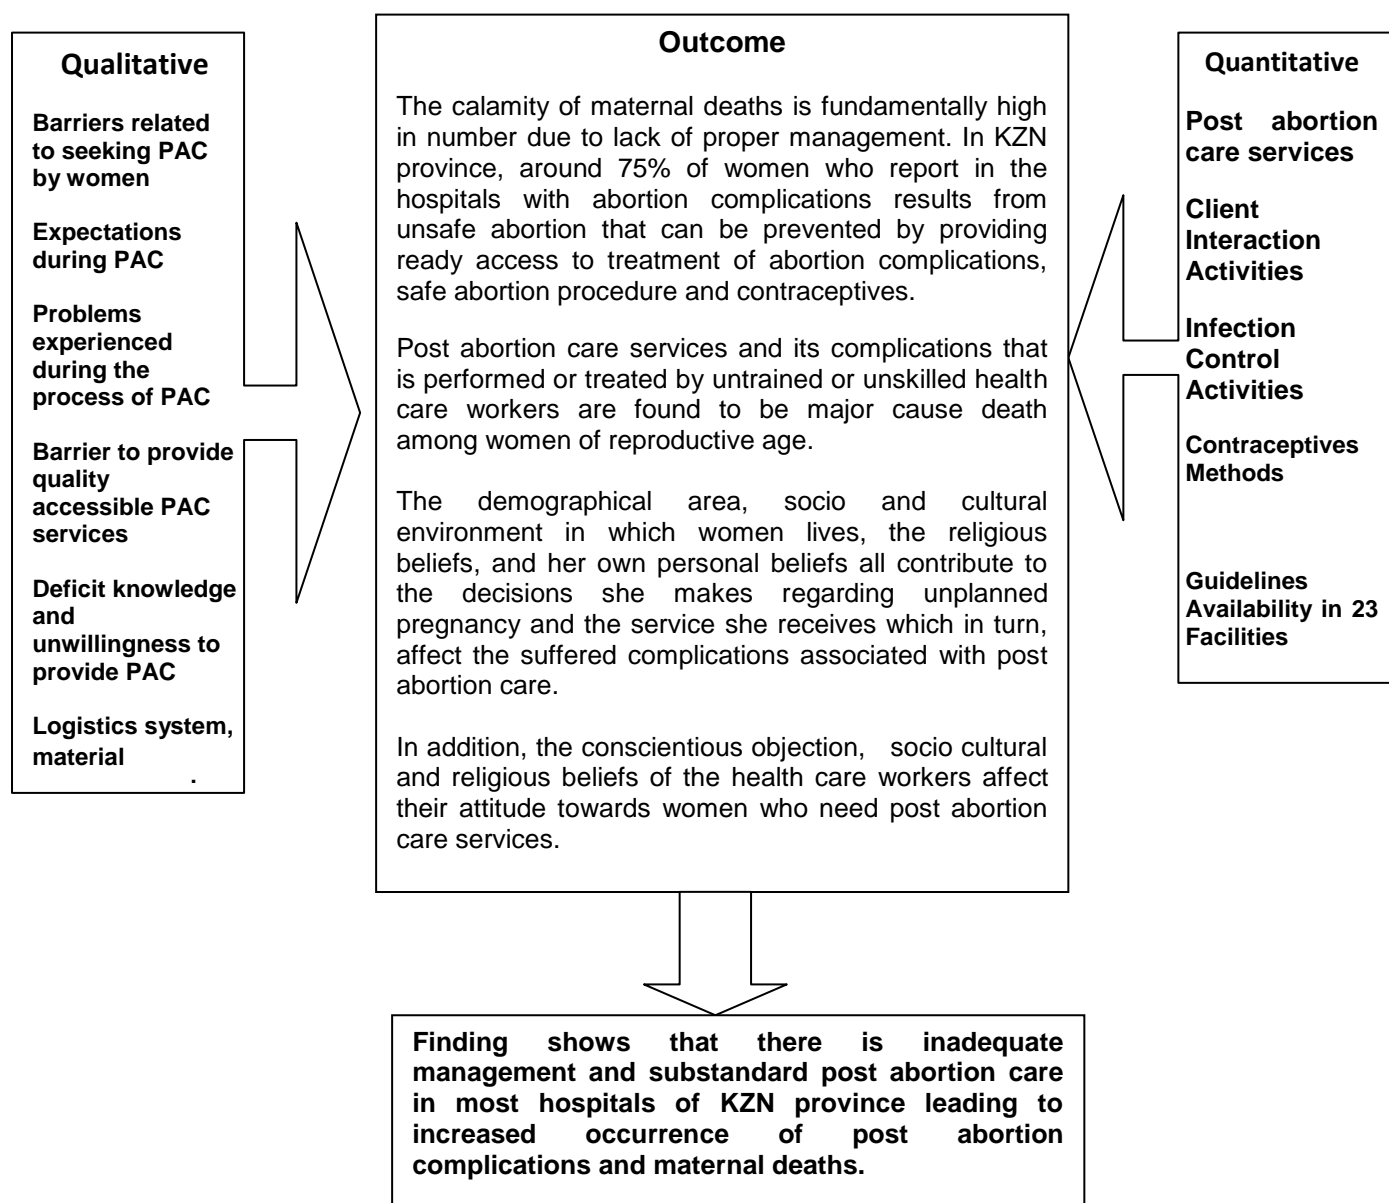 Qualitative
Barriers related
to seeking PAC
by women
Expectations
during PAC
Problems
experienced
during the
process of PAC
Barrier to provide
quality
accessible PAC
services
Deficit knowledge
and
unwillingness to
provide PAC
Logistics system,
material
.
Outcome
The calamity of maternal deaths is fundamentally high
in number due to lack of proper management. In KZN
province, around 75% of women who report in the
hospitals with abortion complications results from
unsafe abortion that can be prevented by providing
ready access to treatment of abortion complications,
safe abortion procedure and contraceptives.
Post abortion care services and its complications that
is performed or treated by untrained or unskilled health
care workers are found to be major cause death
among women of reproductive age.
The demographical area, socio and cultural
environment in which women lives, the religious
beliefs, and her own personal beliefs all contribute to
the decisions she makes regarding unplanned
pregnancy and the service she receives which in turn,
affect the suffered complications associated with post
abortion care.
In addition, the conscientious objection, socio cultural
and religious beliefs of the health care workers affect
their attitude towards women who need post abortion
care services.
Quantitative
Post abortion
care services
Client
Interaction
Activities
Infection
Control
Activities
Contraceptives
Methods
Guidelines
Availability in 23
Facilities
Finding shows that there is inadequate
management and substandard post abortion care
in most hospitals of KZN province leading to
increased occurrence of post abortion
complications and maternal deaths.